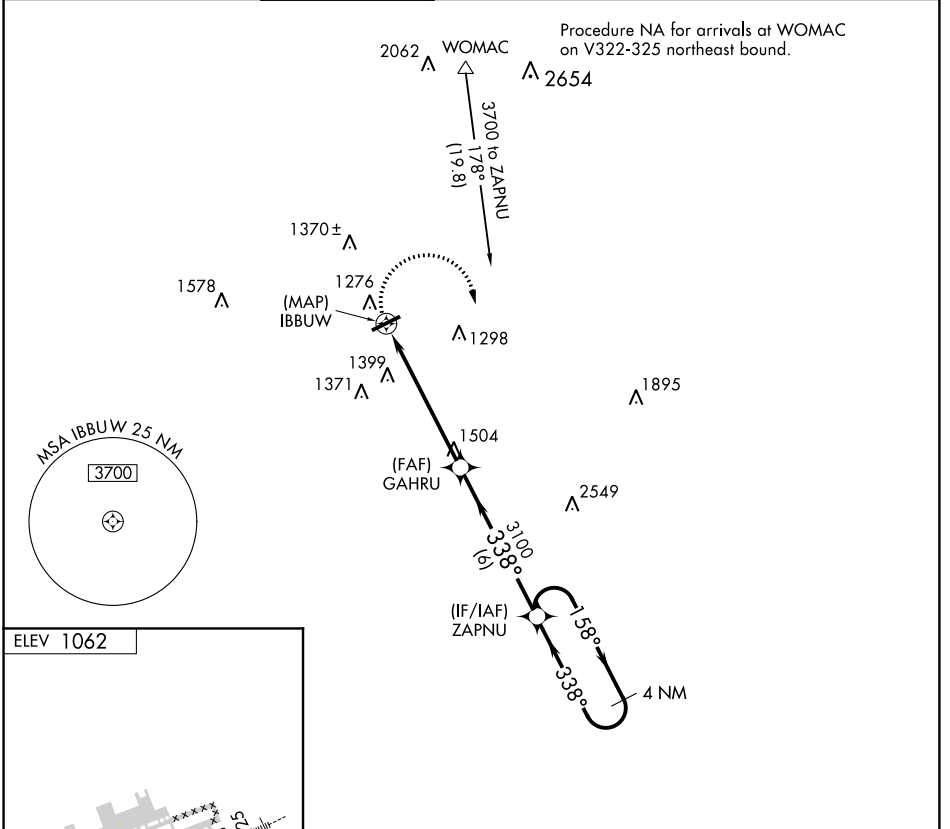 Procedure NA for arrivals at WOMAC
on V322-325 northeast bound.
2062
WOMAC
2654
3700 to ZAPNU
178°
(19.8)
1370±
1578
1276
(MAP)
IBBUW
1298
1399
1371
1895
MSA IBBUW 25 NM
3700
1504
(FAF)
GAHRU
2549
3100
338°
(6)
(IF/IAF)
ZAPNU
158°
338°
4 NM
ELEV 1062
25